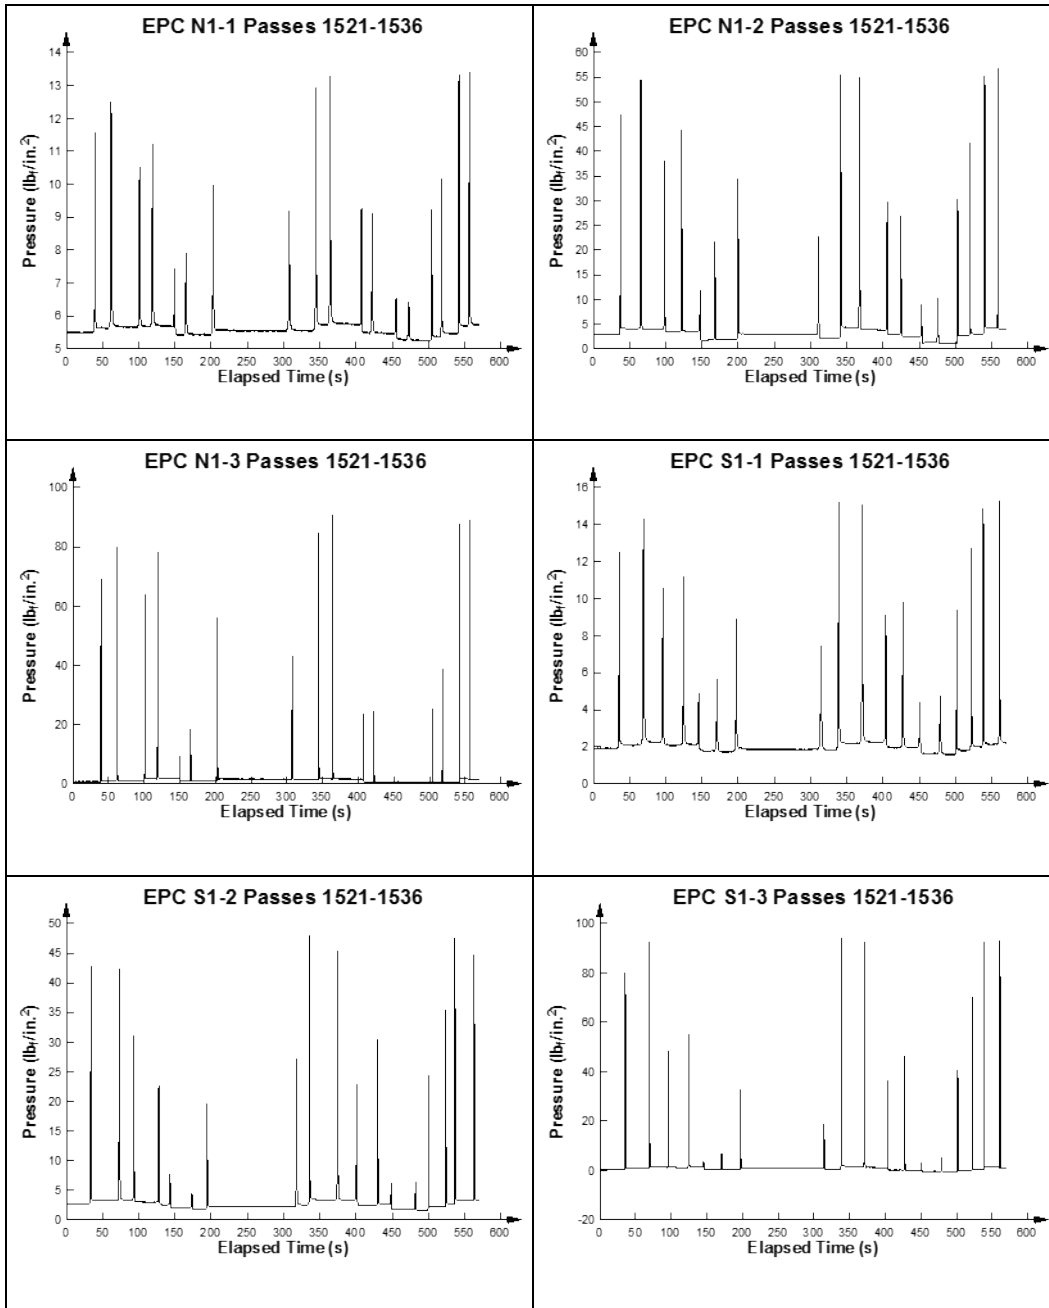 EPC N1-1 Passes 1521-1536
14
13
12
11
10
9
8
7
6
5
Pressure (lbf/in.²)
0 50 100 150 200 250 300 350 400 450 500 550 600
Elapsed Time (s)
EPC N1-2 Passes 1521-1536
60
55
50
45
40
35
30
25
20
15
10
5
0
Pressure (lbf/in.²)
0 50 100 150 200 250 300 350 400 450 500 550 600
Elapsed Time (s)
EPC N1-3 Passes 1521-1536
100
80
60
40
20
0
Pressure (lbf/in.²)
0 50 100 150 200 250 300 350 400 450 500 550 600
Elapsed Time (s)
EPC S1-1 Passes 1521-1536
16
14
12
10
8
6
4
2
0
Pressure (lbf/in.²)
0 50 100 150 200 250 300 350 400 450 500 550 600
Elapsed Time (s)
EPC S1-2 Passes 1521-1536
50
45
40
35
30
25
20
15
10
5
0
Pressure (lbf/in.²)
0 50 100 150 200 250 300 350 400 450 500 550 600
Elapsed Time (s)
EPC S1-3 Passes 1521-1536
100
80
60
40
20
0
-20
Pressure (lbf/in.²)
0 50 100 150 200 250 300 350 400 450 500 550 600
Elapsed Time (s)